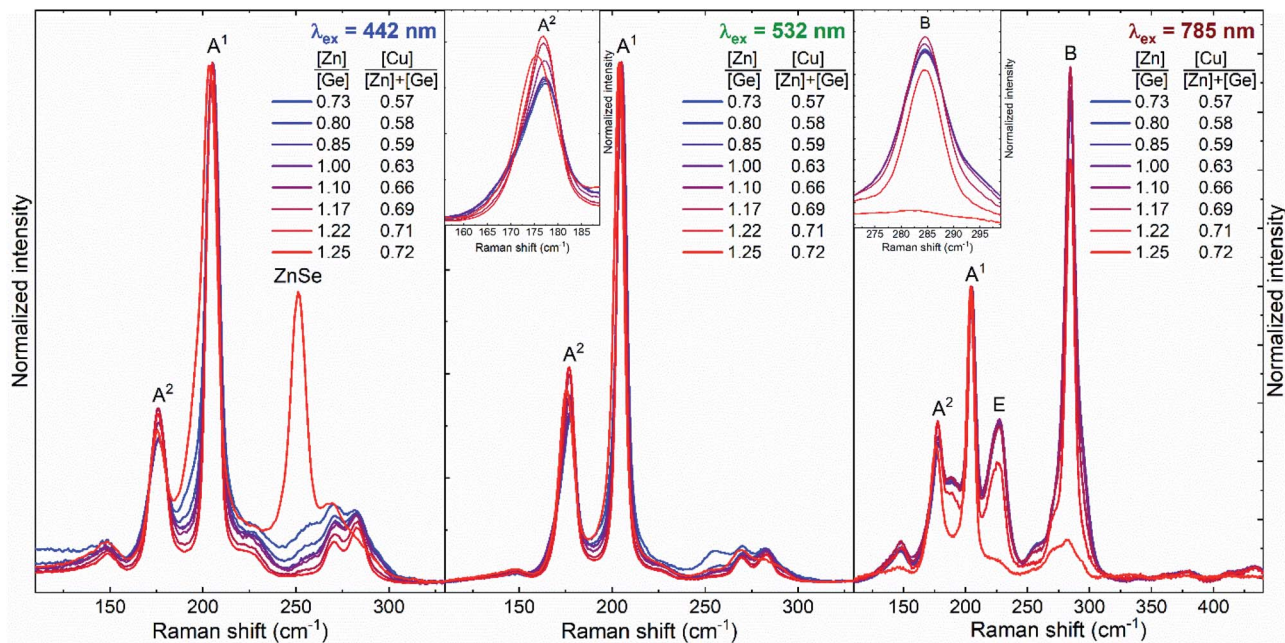 λex = 442 nm
[Zn] [Cu]
[Ge] [Zn]+[Ge]
0.73 0.57
0.80 0.58
0.85 0.59
1.00 0.63
1.10 0.66
1.17 0.69
1.22 0.71
1.25 0.72
A¹
A²
ZnSe
Normalized intensity
150 200 250 300
Raman shift (cm⁻¹)
A²
Normalized intensity
160 165 170 175 180 185
Raman shift (cm⁻¹)
λex = 532 nm
[Zn] [Cu]
[Ge] [Zn]+[Ge]
0.73 0.57
0.80 0.58
0.85 0.59
1.00 0.63
1.10 0.66
1.17 0.69
1.22 0.71
1.25 0.72
A¹
A²
150 200 250 300
Raman shift (cm⁻¹)
B
Normalized intensity
275 280 285 290 295
Raman shift (cm⁻¹)
λex = 785 nm
[Zn] [Cu]
[Ge] [Zn]+[Ge]
0.73 0.57
0.80 0.58
0.85 0.59
1.00 0.63
1.10 0.66
1.17 0.69
1.22 0.71
1.25 0.72
B
A¹
A²
E
Normalized intensity
150 200 250 300 350 400
Raman shift (cm⁻¹)